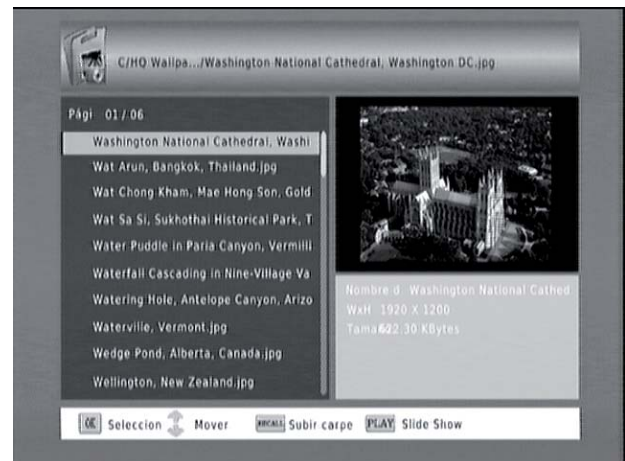 C/HQ Wallpa.../Washington National Cathedral, Washington DC.jpg
Pági 01/06
Washington National Cathedral, Washi
Wat Arun, Bangkok, Thailand.jpg
Wat Chong Kham, Mae Hong Son, Gold
Wat Sa Si, Sukhothai Historical Park, T
Water Puddle in Paria Canyon, Vermilli
Waterfall Cascading in Nine-Village Va
Watering Hole, Antelope Canyon, Arizo
Waterville, Vermont.jpg
Wedge Pond, Alberta, Canada.jpg
Wellington, New Zealand.jpg
Nombre d Washington National Cathed
WxH 1920 X 1200
.30 KBytes
OK Seleccion Mover RECALL Subir carpe PLAY Slide Show